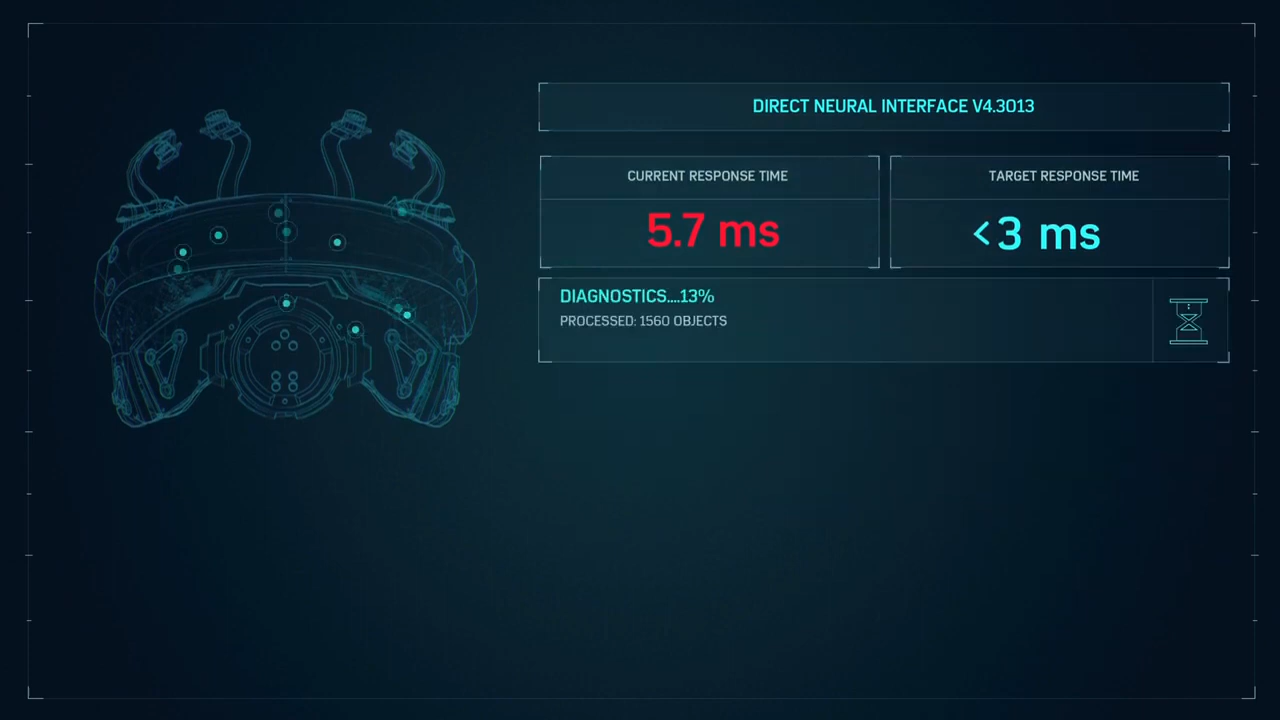 DIRECT NEURAL INTERFACE V4.3013
CURRENT RESPONSE TIME
TARGET RESPONSE TIME
5.7 ms
<3 ms
DIAGNOSTICS....13%
PROCESSED: 1560 OBJECTS